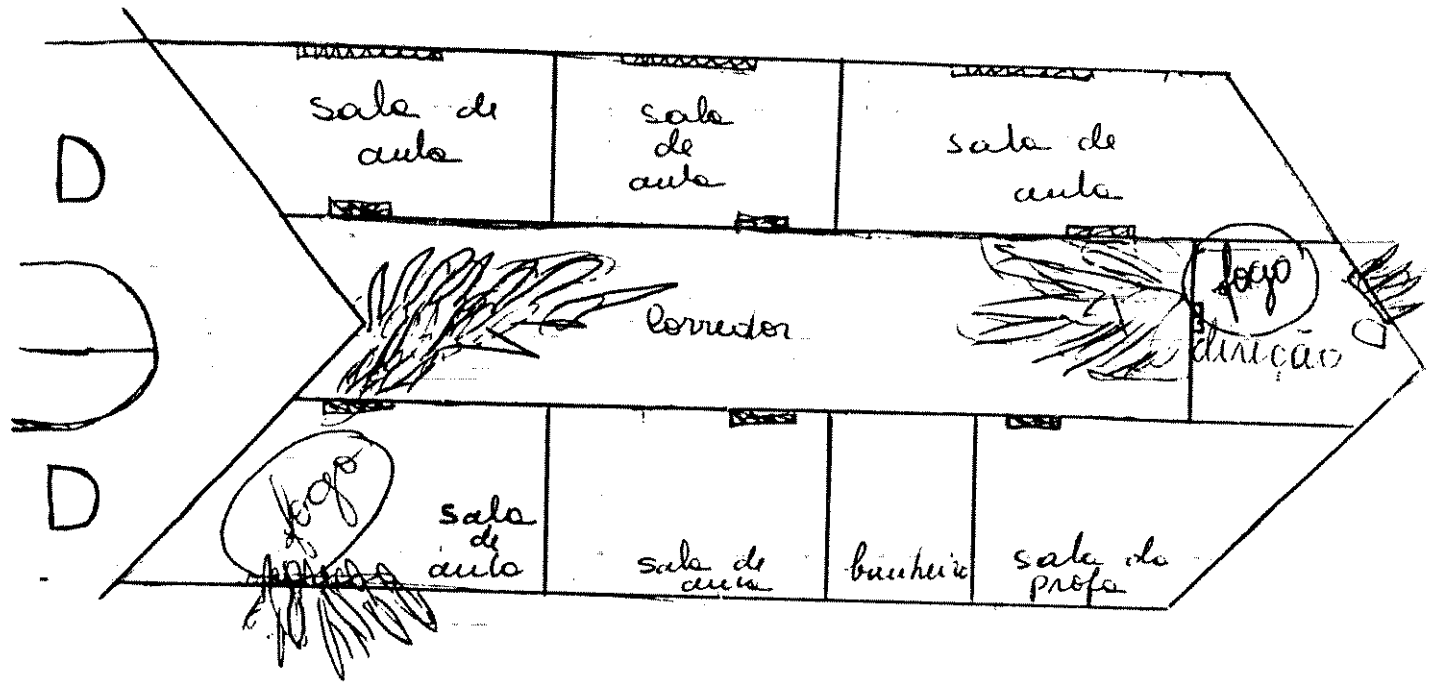 sala de
aula
sala
de
aula
sala de
aula
fogo
Corredor
direção
fogo
sala
de
aula
sala de
aula
banheiro
sala da
profa